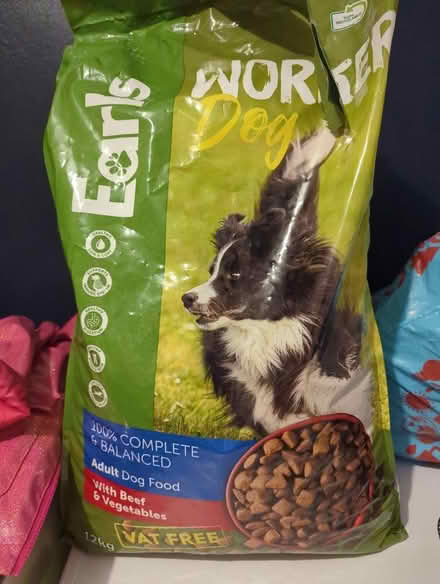 Earls
WORKER
Dog
100% COMPLETE
& BALANCED
Adult Dog Food
With Beef
& Vegetables
12kg
VAT FREE